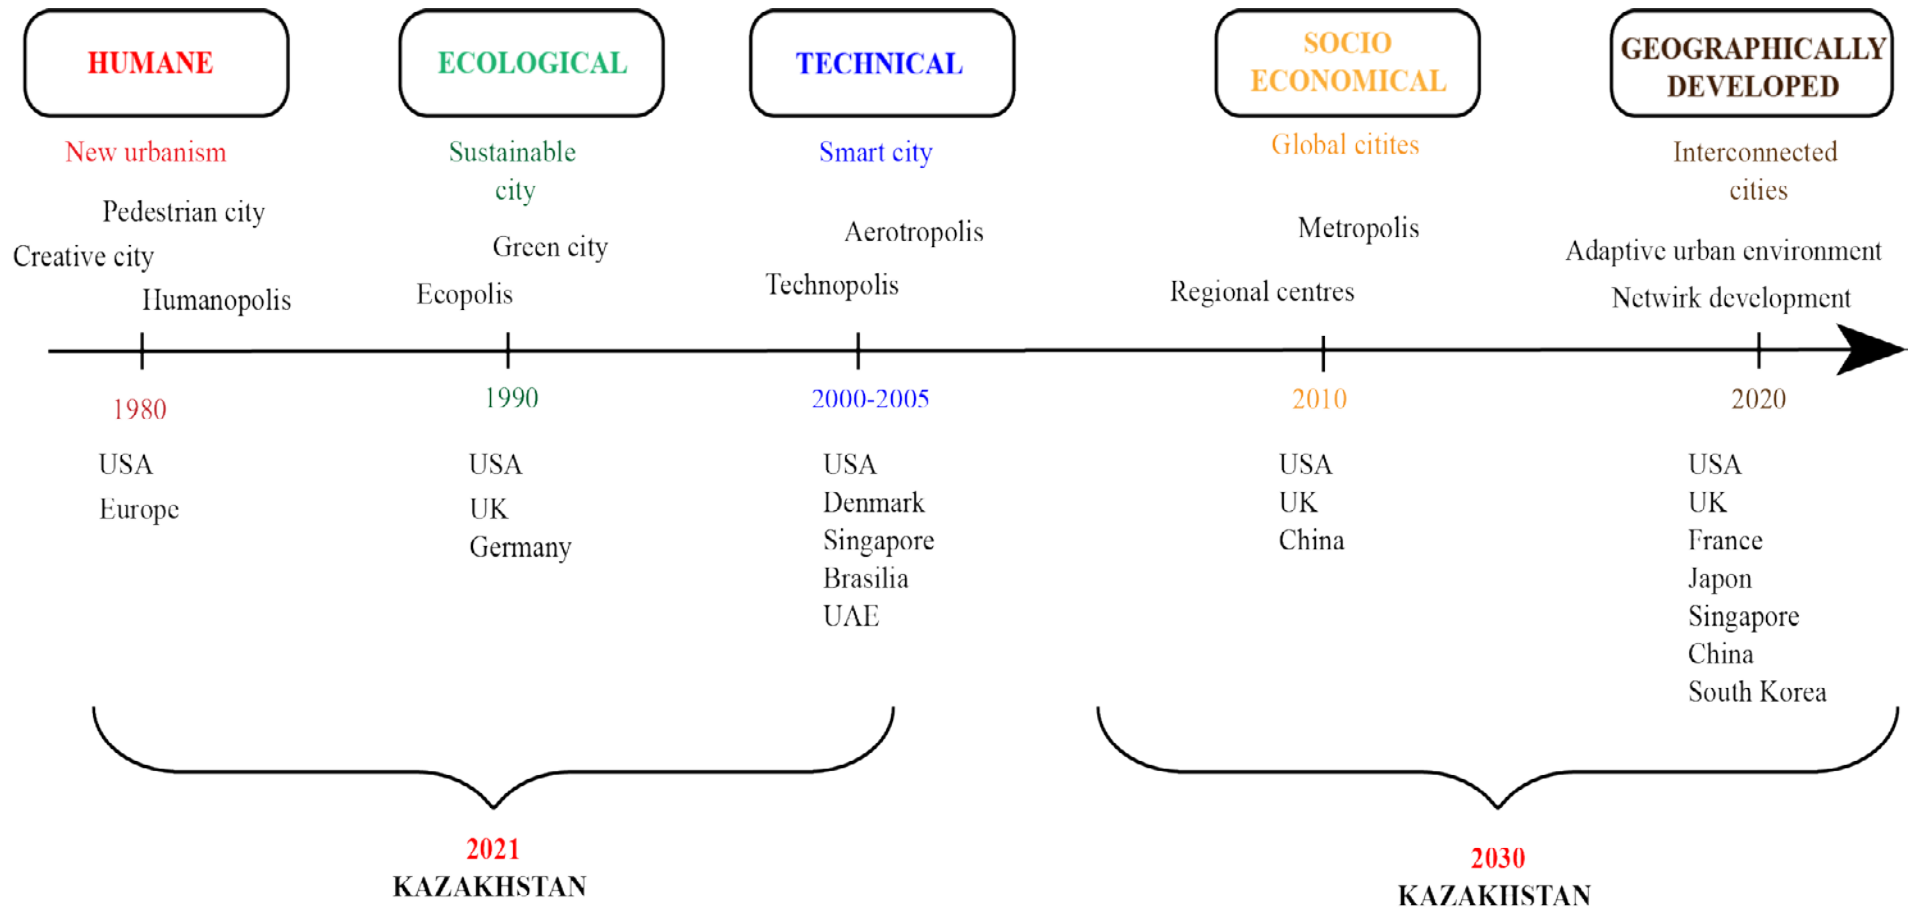 HUMANE
ECOLOGICAL
TECHNICAL
SOCIO
ECONOMICAL
GEOGRAPHICALLY
DEVELOPED
New urbanism
Pedestrian city
Creative city
Humanopolis
Sustainable
city
Green city
Ecopolis
Smart city
Aerotropolis
Technopolis
Global citites
Metropolis
Regional centres
Interconnected
cities
Adaptive urban environment
Netwirk development
1980
1990
2000-2005
2010
2020
USA
Europe
USA
UK
Germany
USA
Denmark
Singapore
Brasilia
UAE
USA
UK
China
USA
UK
France
Japon
Singapore
China
South Korea
2021
KAZAKHSTAN
2030
KAZAKHSTAN